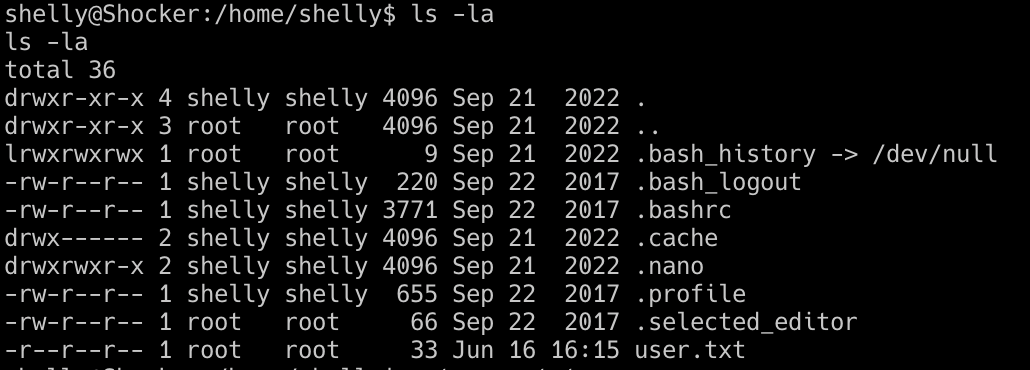 shelly@Shocker:/home/shelly$ ls -la
ls -la
total 36
drwxr-xr-x 4 shelly shelly 4096 Sep 21  2022 .
drwxr-xr-x 3 root   root   4096 Sep 21  2022 ..
lrwxrwxrwx 1 root   root      9 Sep 21  2022 .bash_history -> /dev/null
-rw-r--r-- 1 shelly shelly  220 Sep 22  2017 .bash_logout
-rw-r--r-- 1 shelly shelly 3771 Sep 22  2017 .bashrc
drwx------ 2 shelly shelly 4096 Sep 21  2022 .cache
drwxrwxr-x 2 shelly shelly 4096 Sep 21  2022 .nano
-rw-r--r-- 1 shelly shelly  655 Sep 22  2017 .profile
-rw-r--r-- 1 root   root     66 Sep 22  2017 .selected_editor
-r--r--r-- 1 root   root     33 Jun 16 16:15 user.txt